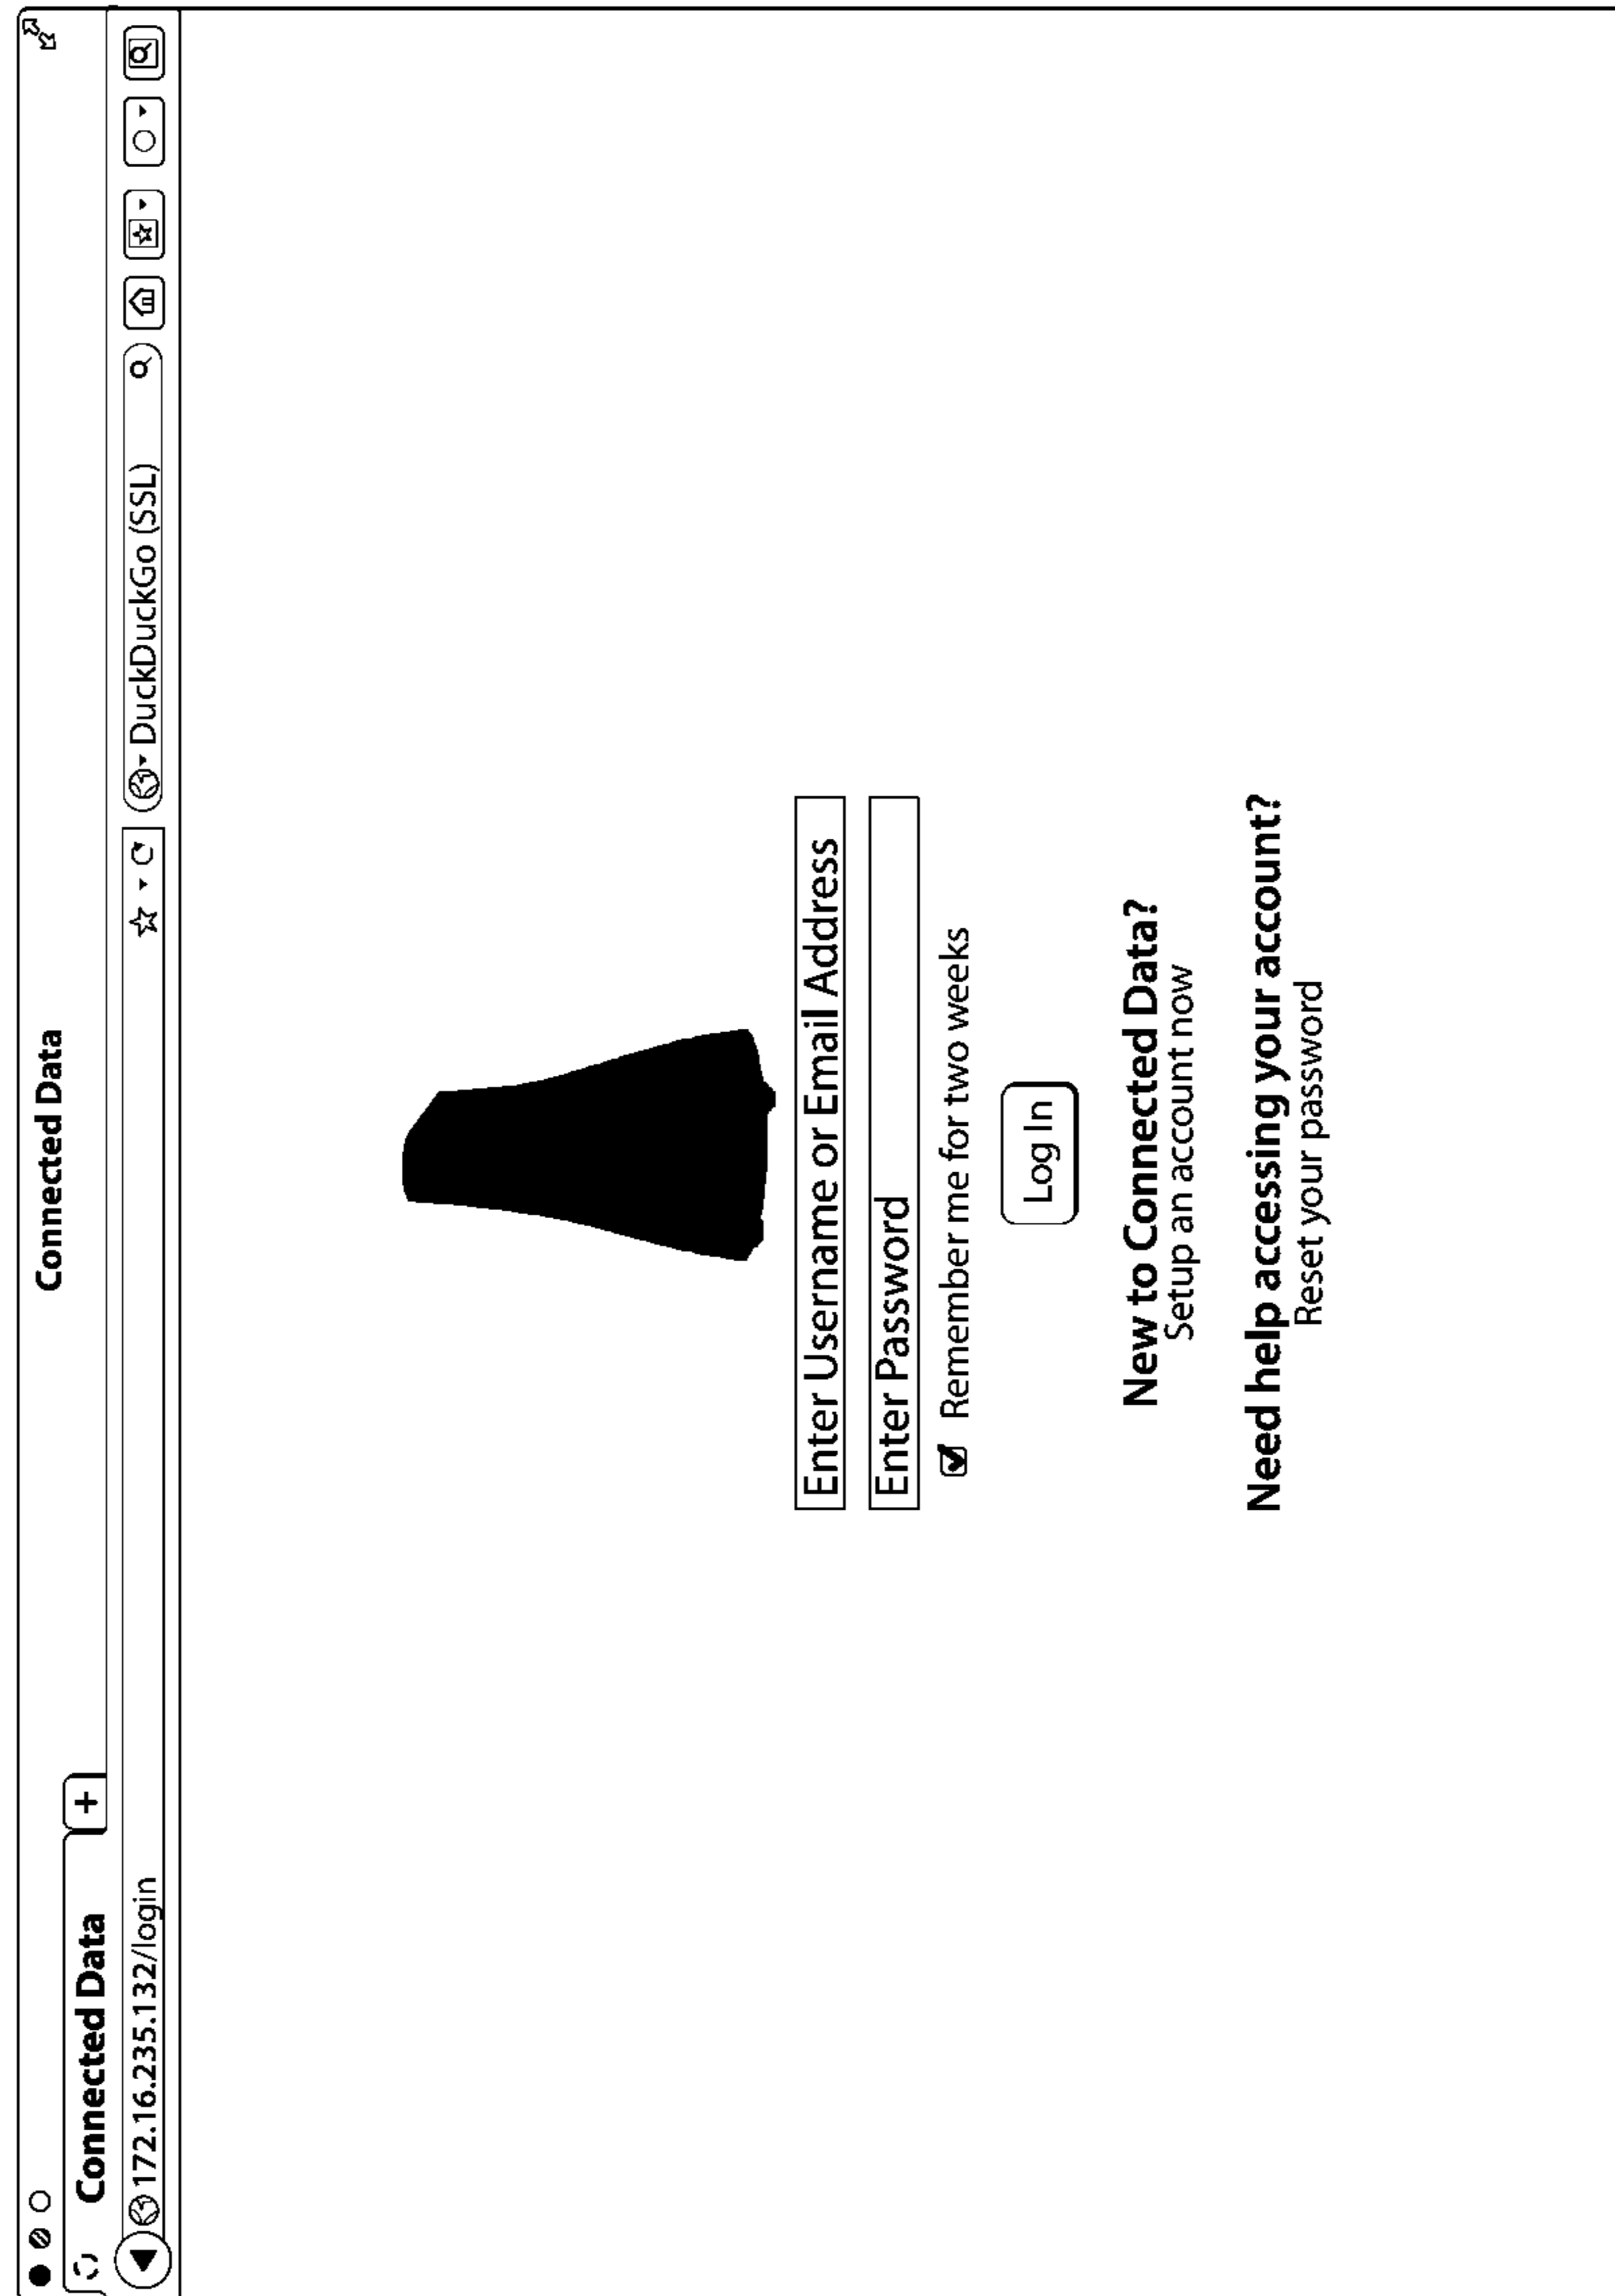 Connected Data
Connected Data +
172.16.235.132/login
DuckDuckGo (SSL)
Enter Username or Email Address
Enter Password
Remember me for two weeks
Log In
New to Connected Data?
Setup an account now
Need help accessing your account?
Reset your password